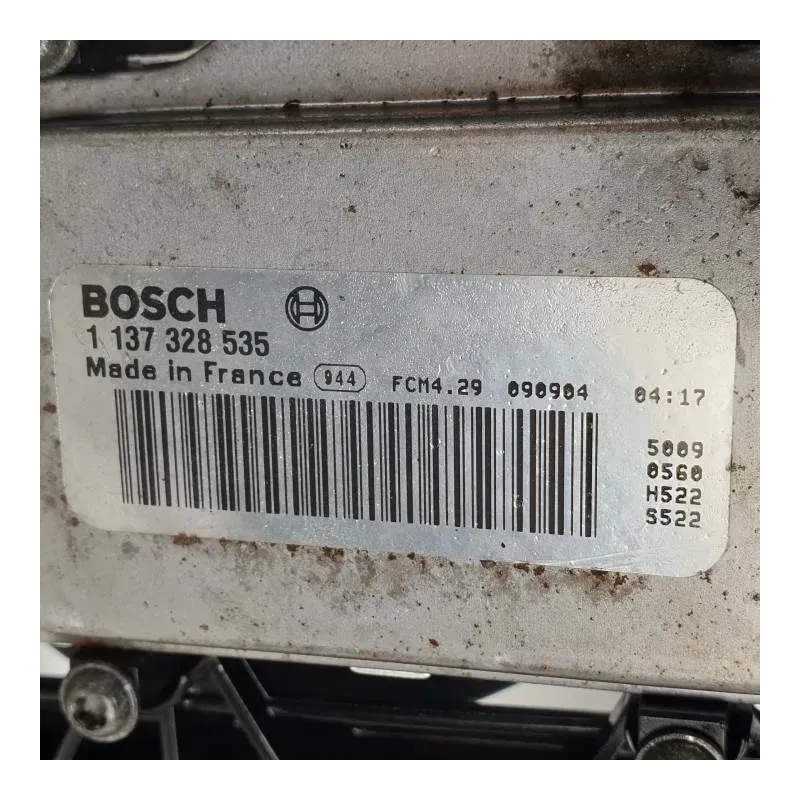 BOSCH
1 137 328 535
Made in France 944 FCM4.29 090904 04:17
5009
0560
H522
S522